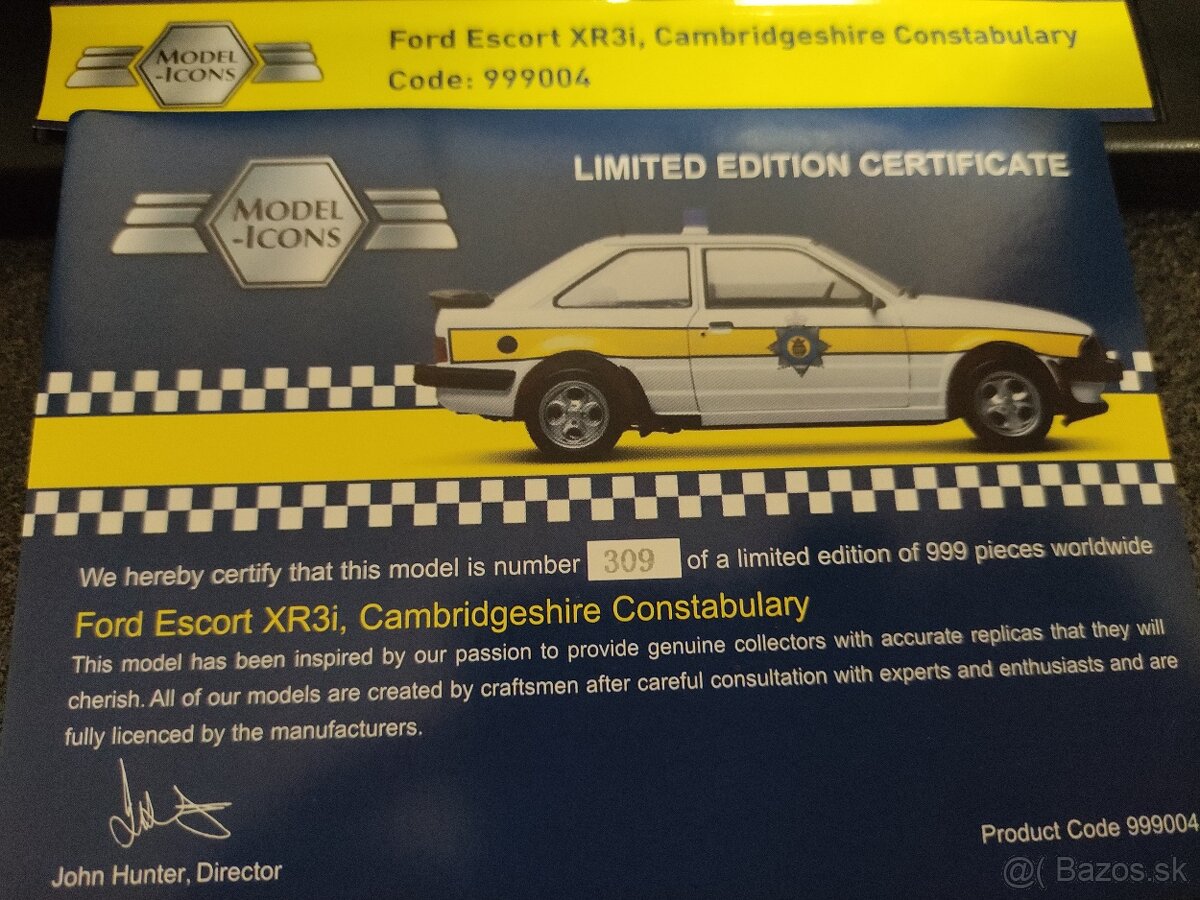 MODEL
-ICONS
Ford Escort XR3i, Cambridgeshire Constabulary
Code: 999004
LIMITED EDITION CERTIFICATE
MODEL
-ICONS
We hereby certify that this model is number 309 of a limited edition of 999 pieces worldwide
Ford Escort XR3i, Cambridgeshire Constabulary
This model has been inspired by our passion to provide genuine collectors with accurate replicas that they will
cherish. All of our models are created by craftsmen after careful consultation with experts and enthusiasts and are
fully licenced by the manufacturers.
John Hunter, Director
Product Code 999004
@( Bazos.sk